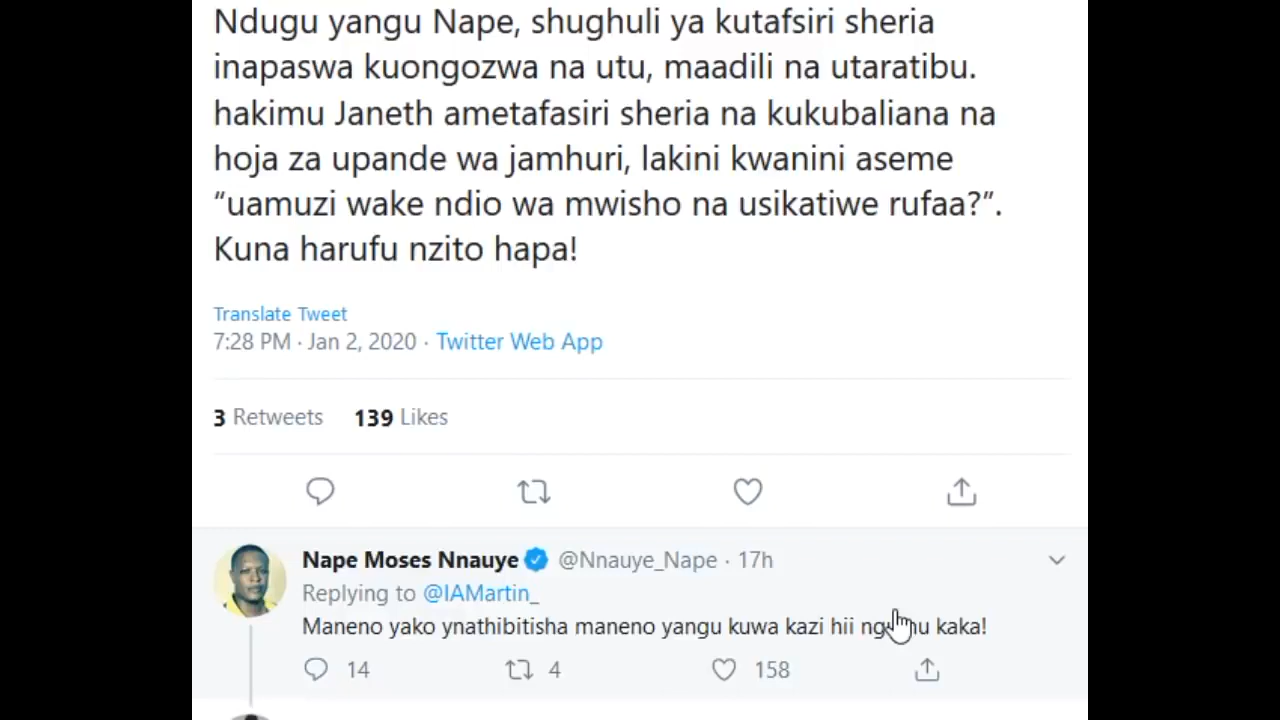 Ndugu yangu Nape, shughuli ya kutafsiri sheria
inapaswa kuongozwa na utu, maadili na utaratibu.
hakimu Janeth ametafasiri sheria na kukubaliana na
hoja za upande wa jamhuri, lakini kwanini aseme
“uamuzi wake ndio wa mwisho na usikatiwe rufaa?”.
Kuna harufu nzito hapa!
Translate Tweet
7:28 PM · Jan 2, 2020 · Twitter Web App
3 Retweets 139 Likes
Nape Moses Nnauye @Nnauye_Nape · 17h
Replying to @IAMartin_
Maneno yako ynathibitisha maneno yangu kuwa kazi hii kaka!
14 4 158